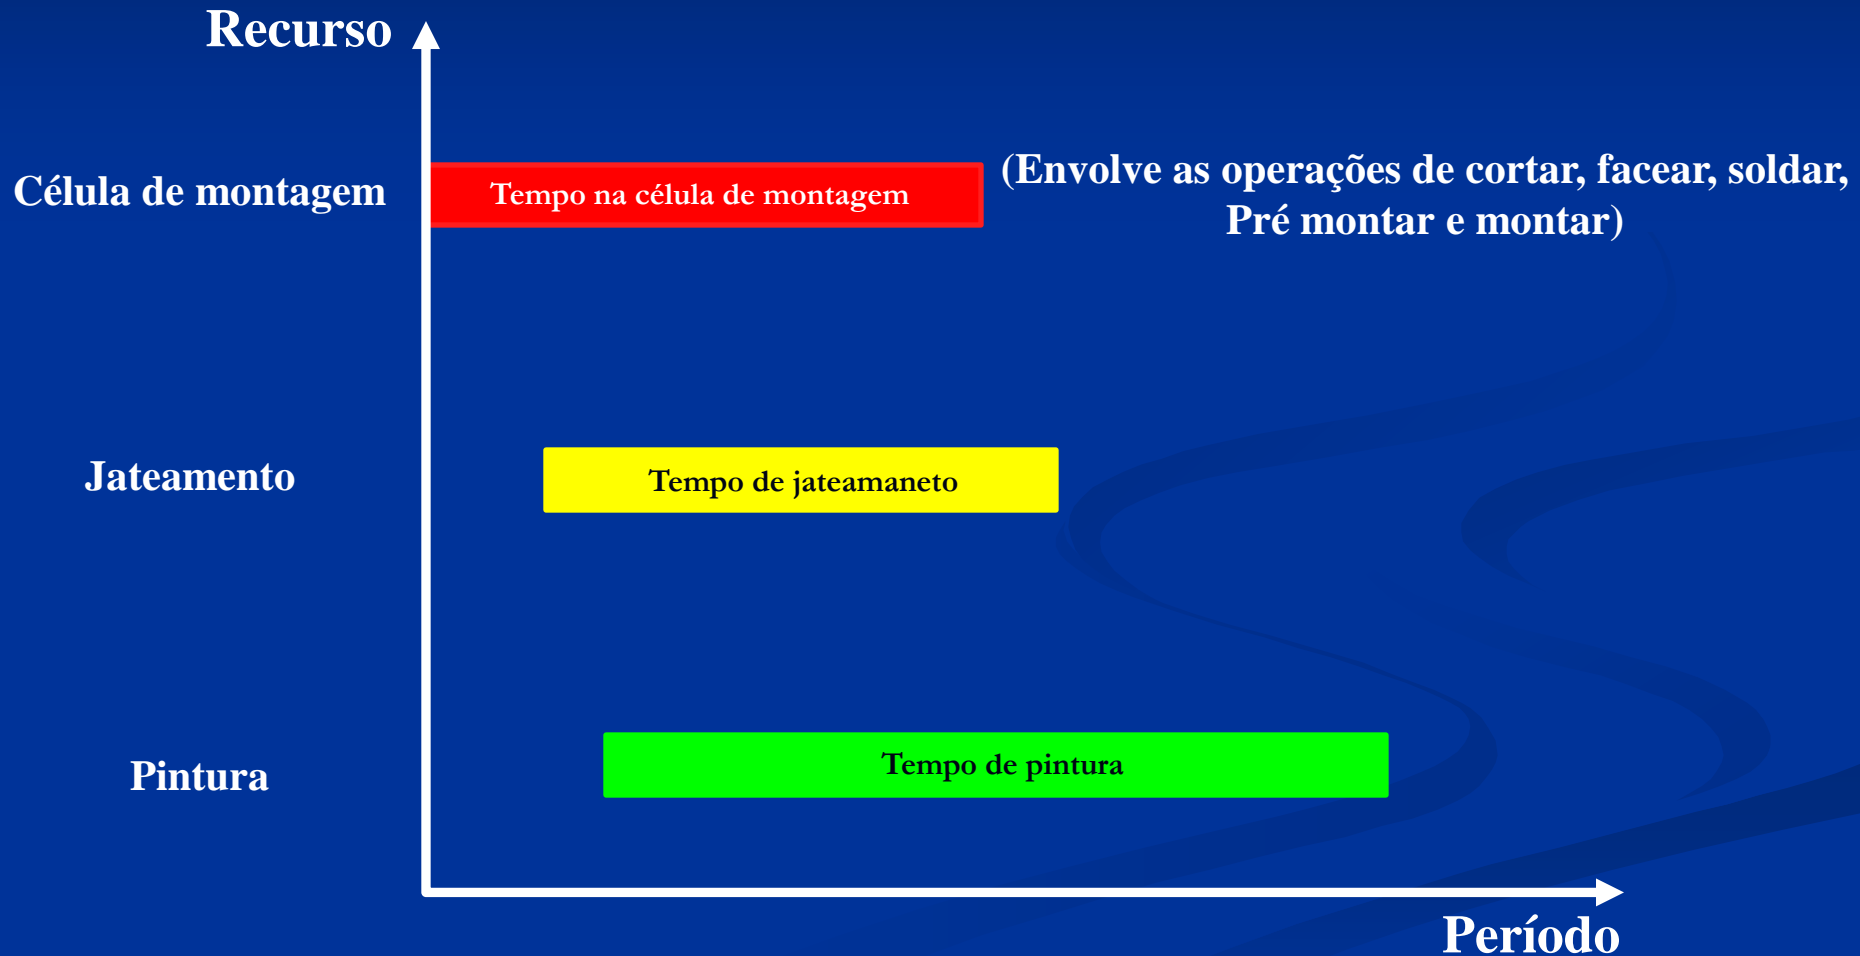 Recurso
Célula de montagem
Tempo na célula de montagem
(Envolve as operações de cortar, facear, soldar,
Pré montar e montar)
Jateamento
Tempo de jateamaneto
Pintura
Tempo de pintura
Período